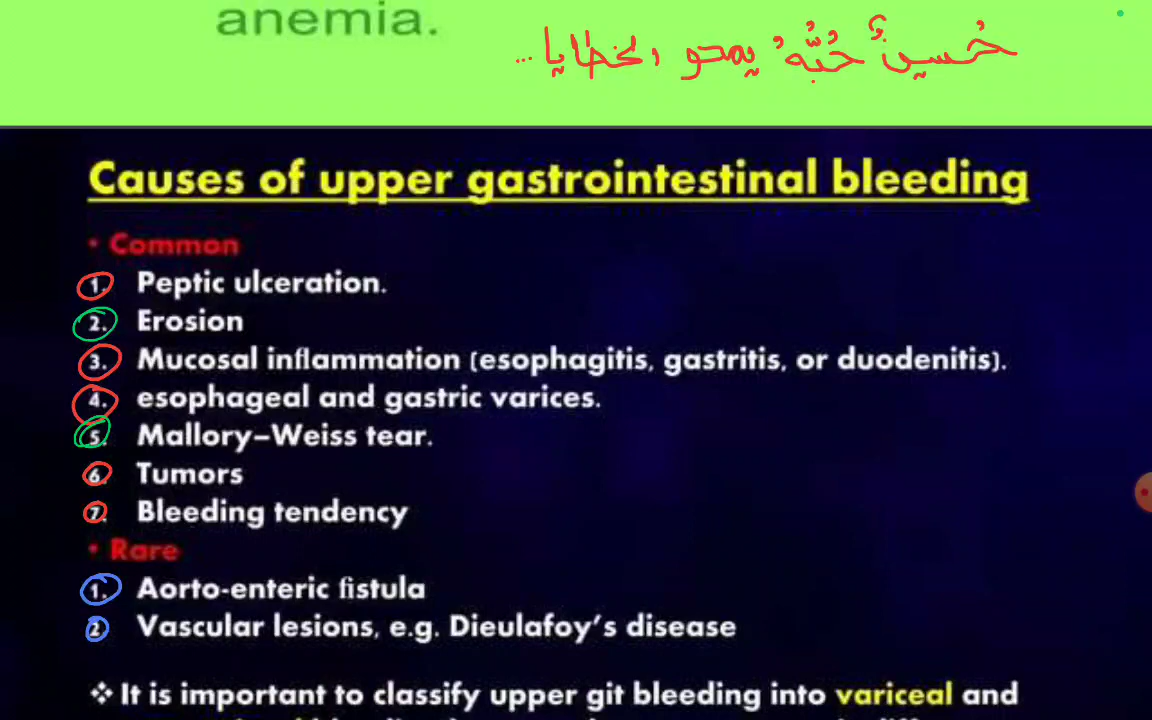 anemia.
حُسينٌ حُبُّهُ يمحو الخطايا...
Causes of upper gastrointestinal bleeding
• Common
1. Peptic ulceration.
2. Erosion
3. Mucosal inflammation (esophagitis, gastritis, or duodenitis).
4. esophageal and gastric varices.
5. Mallory–Weiss tear.
6. Tumors
7. Bleeding tendency
• Rare
1. Aorto-enteric fistula
2. Vascular lesions, e.g. Dieulafoy's disease
❖ It is important to classify upper git bleeding into variceal and